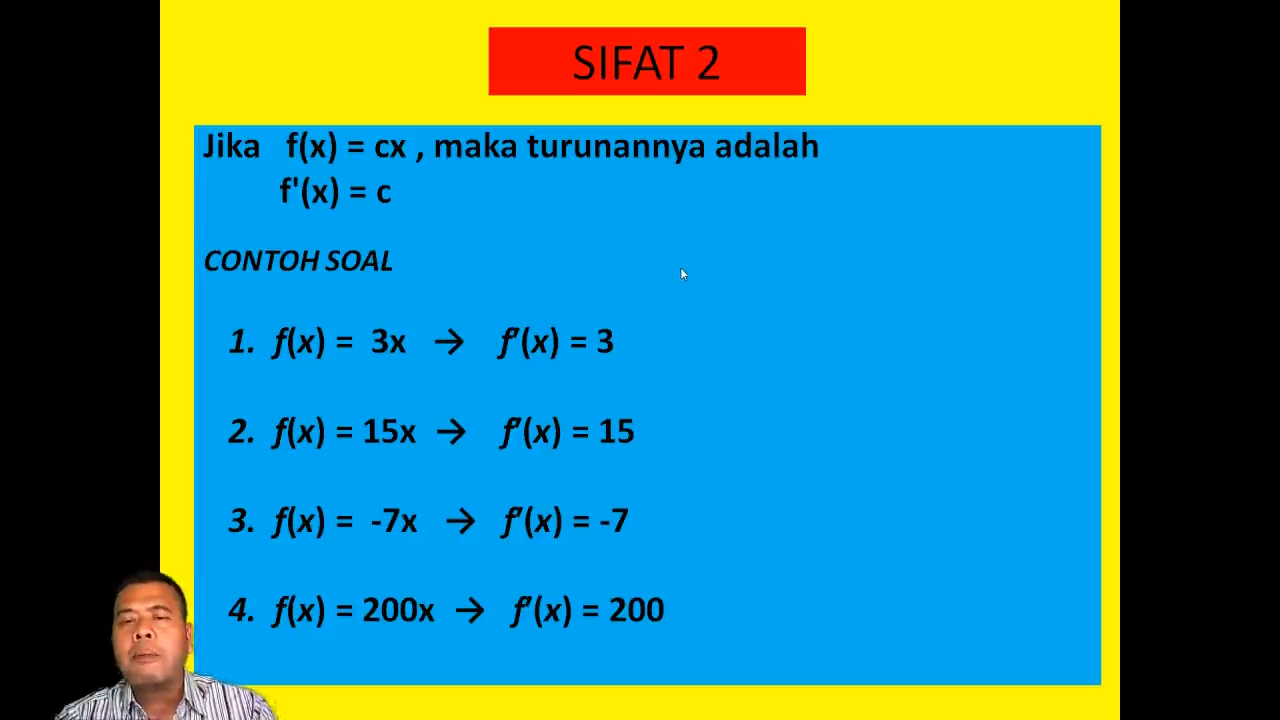 SIFAT 2
Jika f(x) = cx , maka turunannya adalah
f'(x) = c
CONTOH SOAL
1. f(x) = 3x → f'(x) = 3
2. f(x) = 15x → f'(x) = 15
3. f(x) = -7x → f'(x) = -7
4. f(x) = 200x → f'(x) = 200